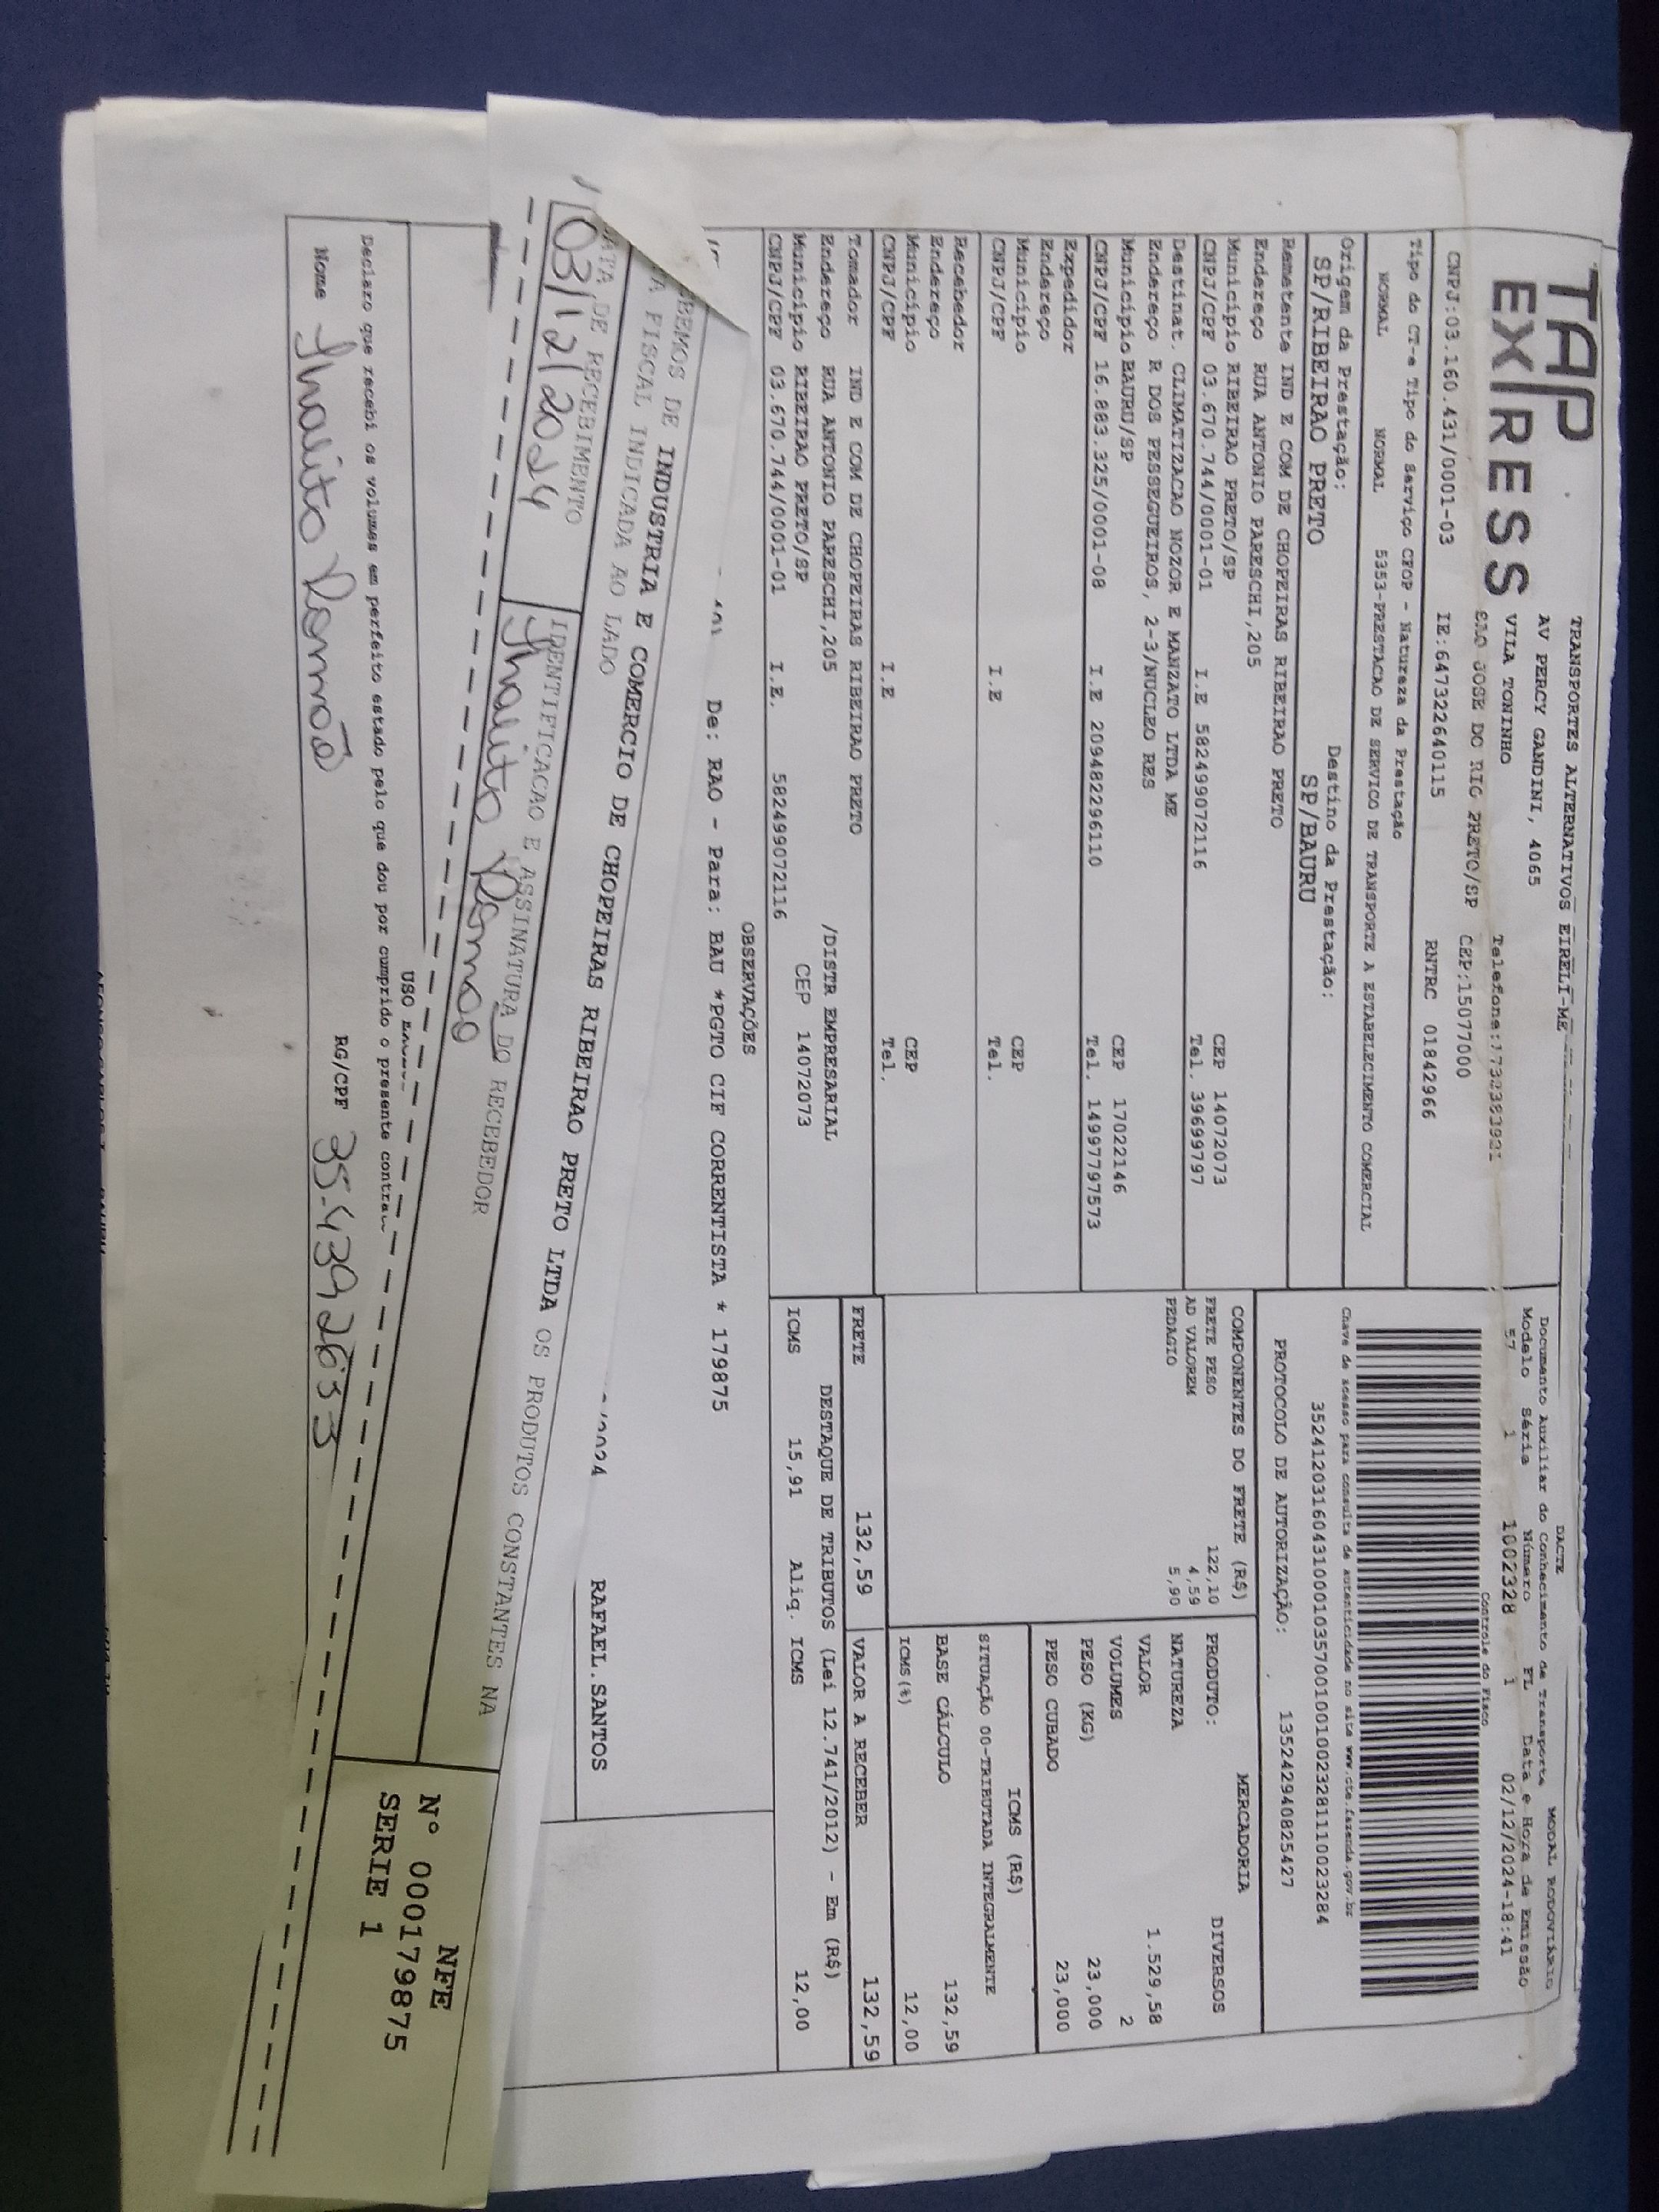 TAP
EXPRESS
TRANSPORTES ALTERNATIVOS EIRELI-ME
AV PERCY GANDINI, 4065
VILA TONINHO
SAO JOSE DO RIO PRETO/SP CEP:15077000
CNPJ:03.160.431/0001-03 IE:647322640115 RNTRC 01842966
Tipo do CT-e Tipo do Serviço CFOP - Natureza da Prestação
NORMAL NORMAL 5353-PRESTACAO DE SERVICO DE TRANSPORTE A ESTABELECIMENTO COMERCIAL
Origem da Prestação: Destino da Prestação:
SP/RIBEIRAO PRETO SP/BAURU
Remetente IND E COM DE CHOPEIRAS RIBEIRAO PRETO
Endereço RUA ANTONIO PARESCHI,205
Município RIBEIRAO PRETO/SP CEP 14072073
CNPJ/CPF 03.670.744/0001-01 I.E 582499072116 Tel. 39699797
Destinat. CLIMATIZACAO NOZOR E MANZATO LTDA ME
Endereço R DOS PESSEGUEIROS, 2-3/NUCLEO RES
Município BAURU/SP CEP 17022146
CNPJ/CPF 16.883.325/0001-08 I.E 209482296110 Tel. 14997797573
Expedidor
Endereço
Município CEP
CNPJ/CPF I.E Tel.
Recebedor
Endereço
Município CEP
CNPJ/CPF I.E Tel.
Tomador IND E COM DE CHOPEIRAS RIBEIRAO PRETO
Endereço RUA ANTONIO PARESCHI,205 /DISTR EMPRESARIAL
Município RIBEIRAO PRETO/SP CEP 14072073
CNPJ/CPF 03.670.744/0001-01 I.E. 582499072116
DACTE MODAL RODOVIÁRIO
Documento Auxiliar do Conhecimento de Transporte
Modelo Série Número FL Data e Hora de Emissão
57 1 1002328 1 02/12/2024-18:41
Controle do Fisco
Chave de acesso para consulta de autenticidade no site www.cte.fazenda.gov.br
35241203160431000103570010010023281110023284
PROTOCOLO DE AUTORIZAÇÃO: 135242940825427
COMPONENTES DO FRETE (R$)
FRETE PESO 122,10
AD VALOREM 4,59
PEDAGIO 5,90
MERCADORIA
PRODUTO: DIVERSOS
NATUREZA
VALOR 1.529,58
VOLUMES 2
PESO (KG) 23,000
PESO CUBADO 23,000
ICMS (R$)
SITUAÇÃO 00-TRIBUTADA INTEGRALMENTE
BASE CÁLCULO 132,59
ICMS (%) 12,00
FRETE 132,59 VALOR A RECEBER 132,59
DESTAQUE DE TRIBUTOS (Lei 12.741/2012) - Em (R$)
ICMS 15,91 Aliq. ICMS 12,00
OBSERVAÇÕES
De: RAO - Para: BAU *PGTO CIF CORRENTISTA * 179875
RAFAEL.SANTOS
DE INDUSTRIA E COMERCIO DE CHOPEIRAS RIBEIRAO PRETO LTDA OS PRODUTOS CONSTANTES NA
FISCAL INDICADA AO LADO
DE RECEBIMENTO IDENTIFICACAO E ASSINATURA DO RECEBEDOR
03/12/2024 Thauito Romão
NFE
N° 000179875
SERIE 1
USO
Declaro que recebi os volumes em perfeito estado pelo que dou por cumprido o presente
Nome Thauito Romão RG/CPF 35.439 263 3